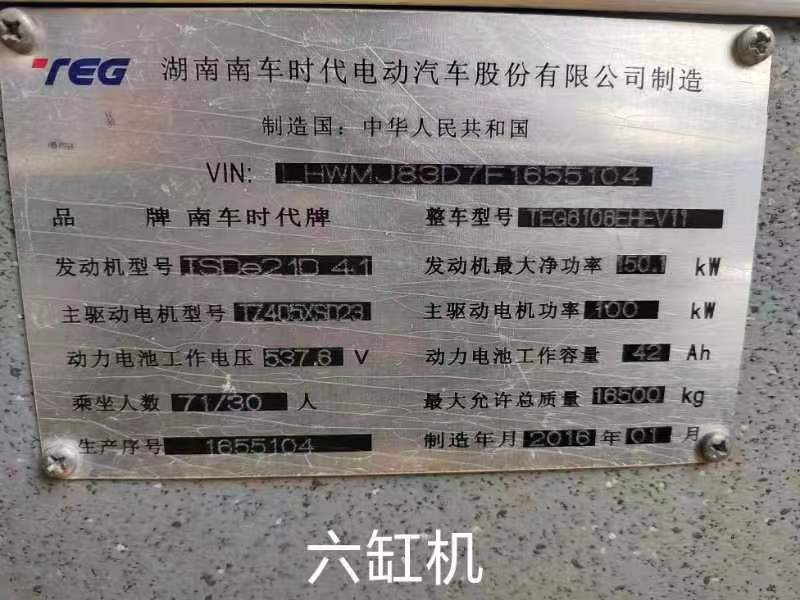 TEG 湖南南车时代电动汽车股份有限公司制造
制造国：中华人民共和国
VIN: LHWMJ83D7F1655104
品 牌 南车时代牌 整车型号 TEG6106EHEV11
发动机型号 ISDe210 41 发动机最大净功率 150.1 kW
主驱动电机型号 TZ405XSD23 主驱动电机功率 100 kW
动力电池工作电压 537.6 V 动力电池工作容量 42 Ah
乘坐人数 71/30 人 最大允许总质量 16500 kg
生产序号 1655104 制造年月 2016 年 01 月
六缸机